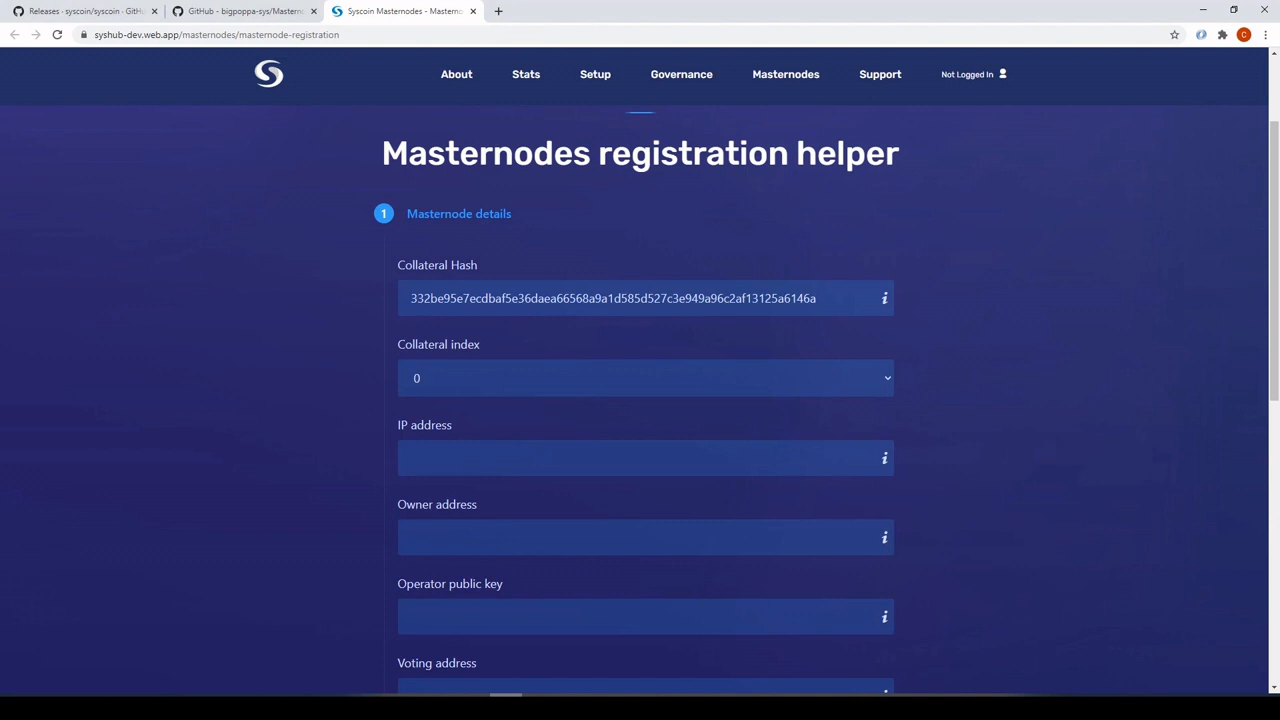 Releases · syscoin/syscoin · GitHu
GitHub - bigpoppa-sys/Masterno
Syscoin Masternodes - Masterno
syshub-dev.web.app/masternodes/masternode-registration
C
About
Stats
Setup
Governance
Masternodes
Support
Not Logged In
Masternodes registration helper
1 Masternode details
Collateral Hash
332be95e7ecdbaf5e36daea66568a9a1d585d527c3e949a96c2af13125a6146a
Collateral index
0
IP address
Owner address
Operator public key
Voting address